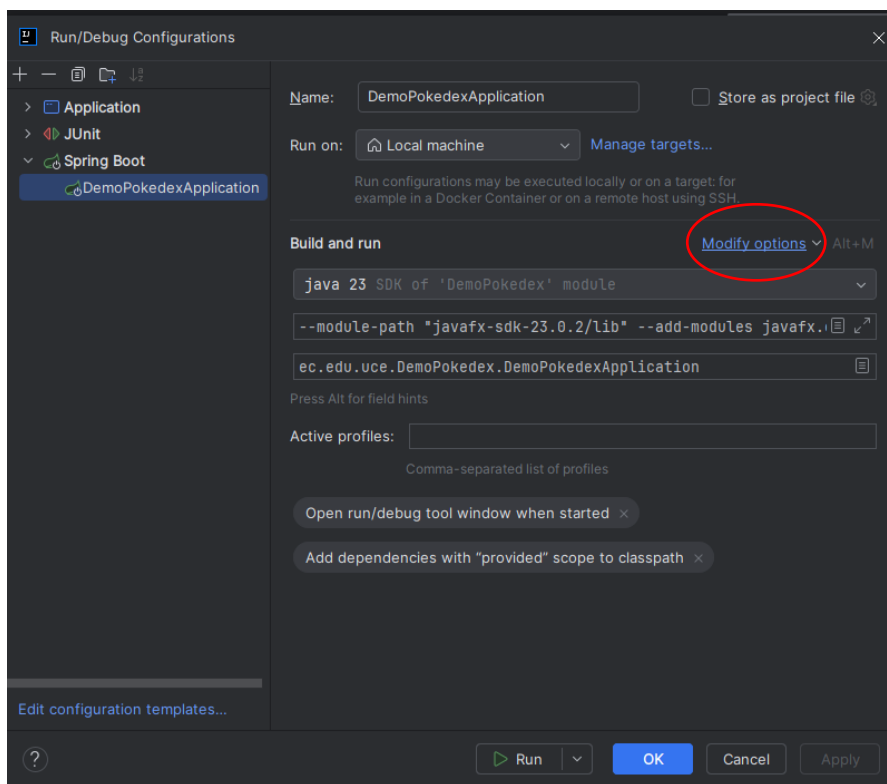 Run/Debug Configurations
Application
JUnit
Spring Boot
DemoPokedexApplication
Edit configuration templates...
Name: DemoPokedexApplication Store as project file
Run on: Local machine Manage targets...
Run configurations may be executed locally or on a target: for
example in a Docker Container or on a remote host using SSH.
Build and run Modify options Alt+M
java 23 SDK of 'DemoPokedex' module
--module-path "javafx-sdk-23.0.2/lib" --add-modules javafx.
ec.edu.uce.DemoPokedex.DemoPokedexApplication
Press Alt for field hints
Active profiles:
Comma-separated list of profiles
Open run/debug tool window when started ×
Add dependencies with “provided” scope to classpath ×
? Run OK Cancel Apply